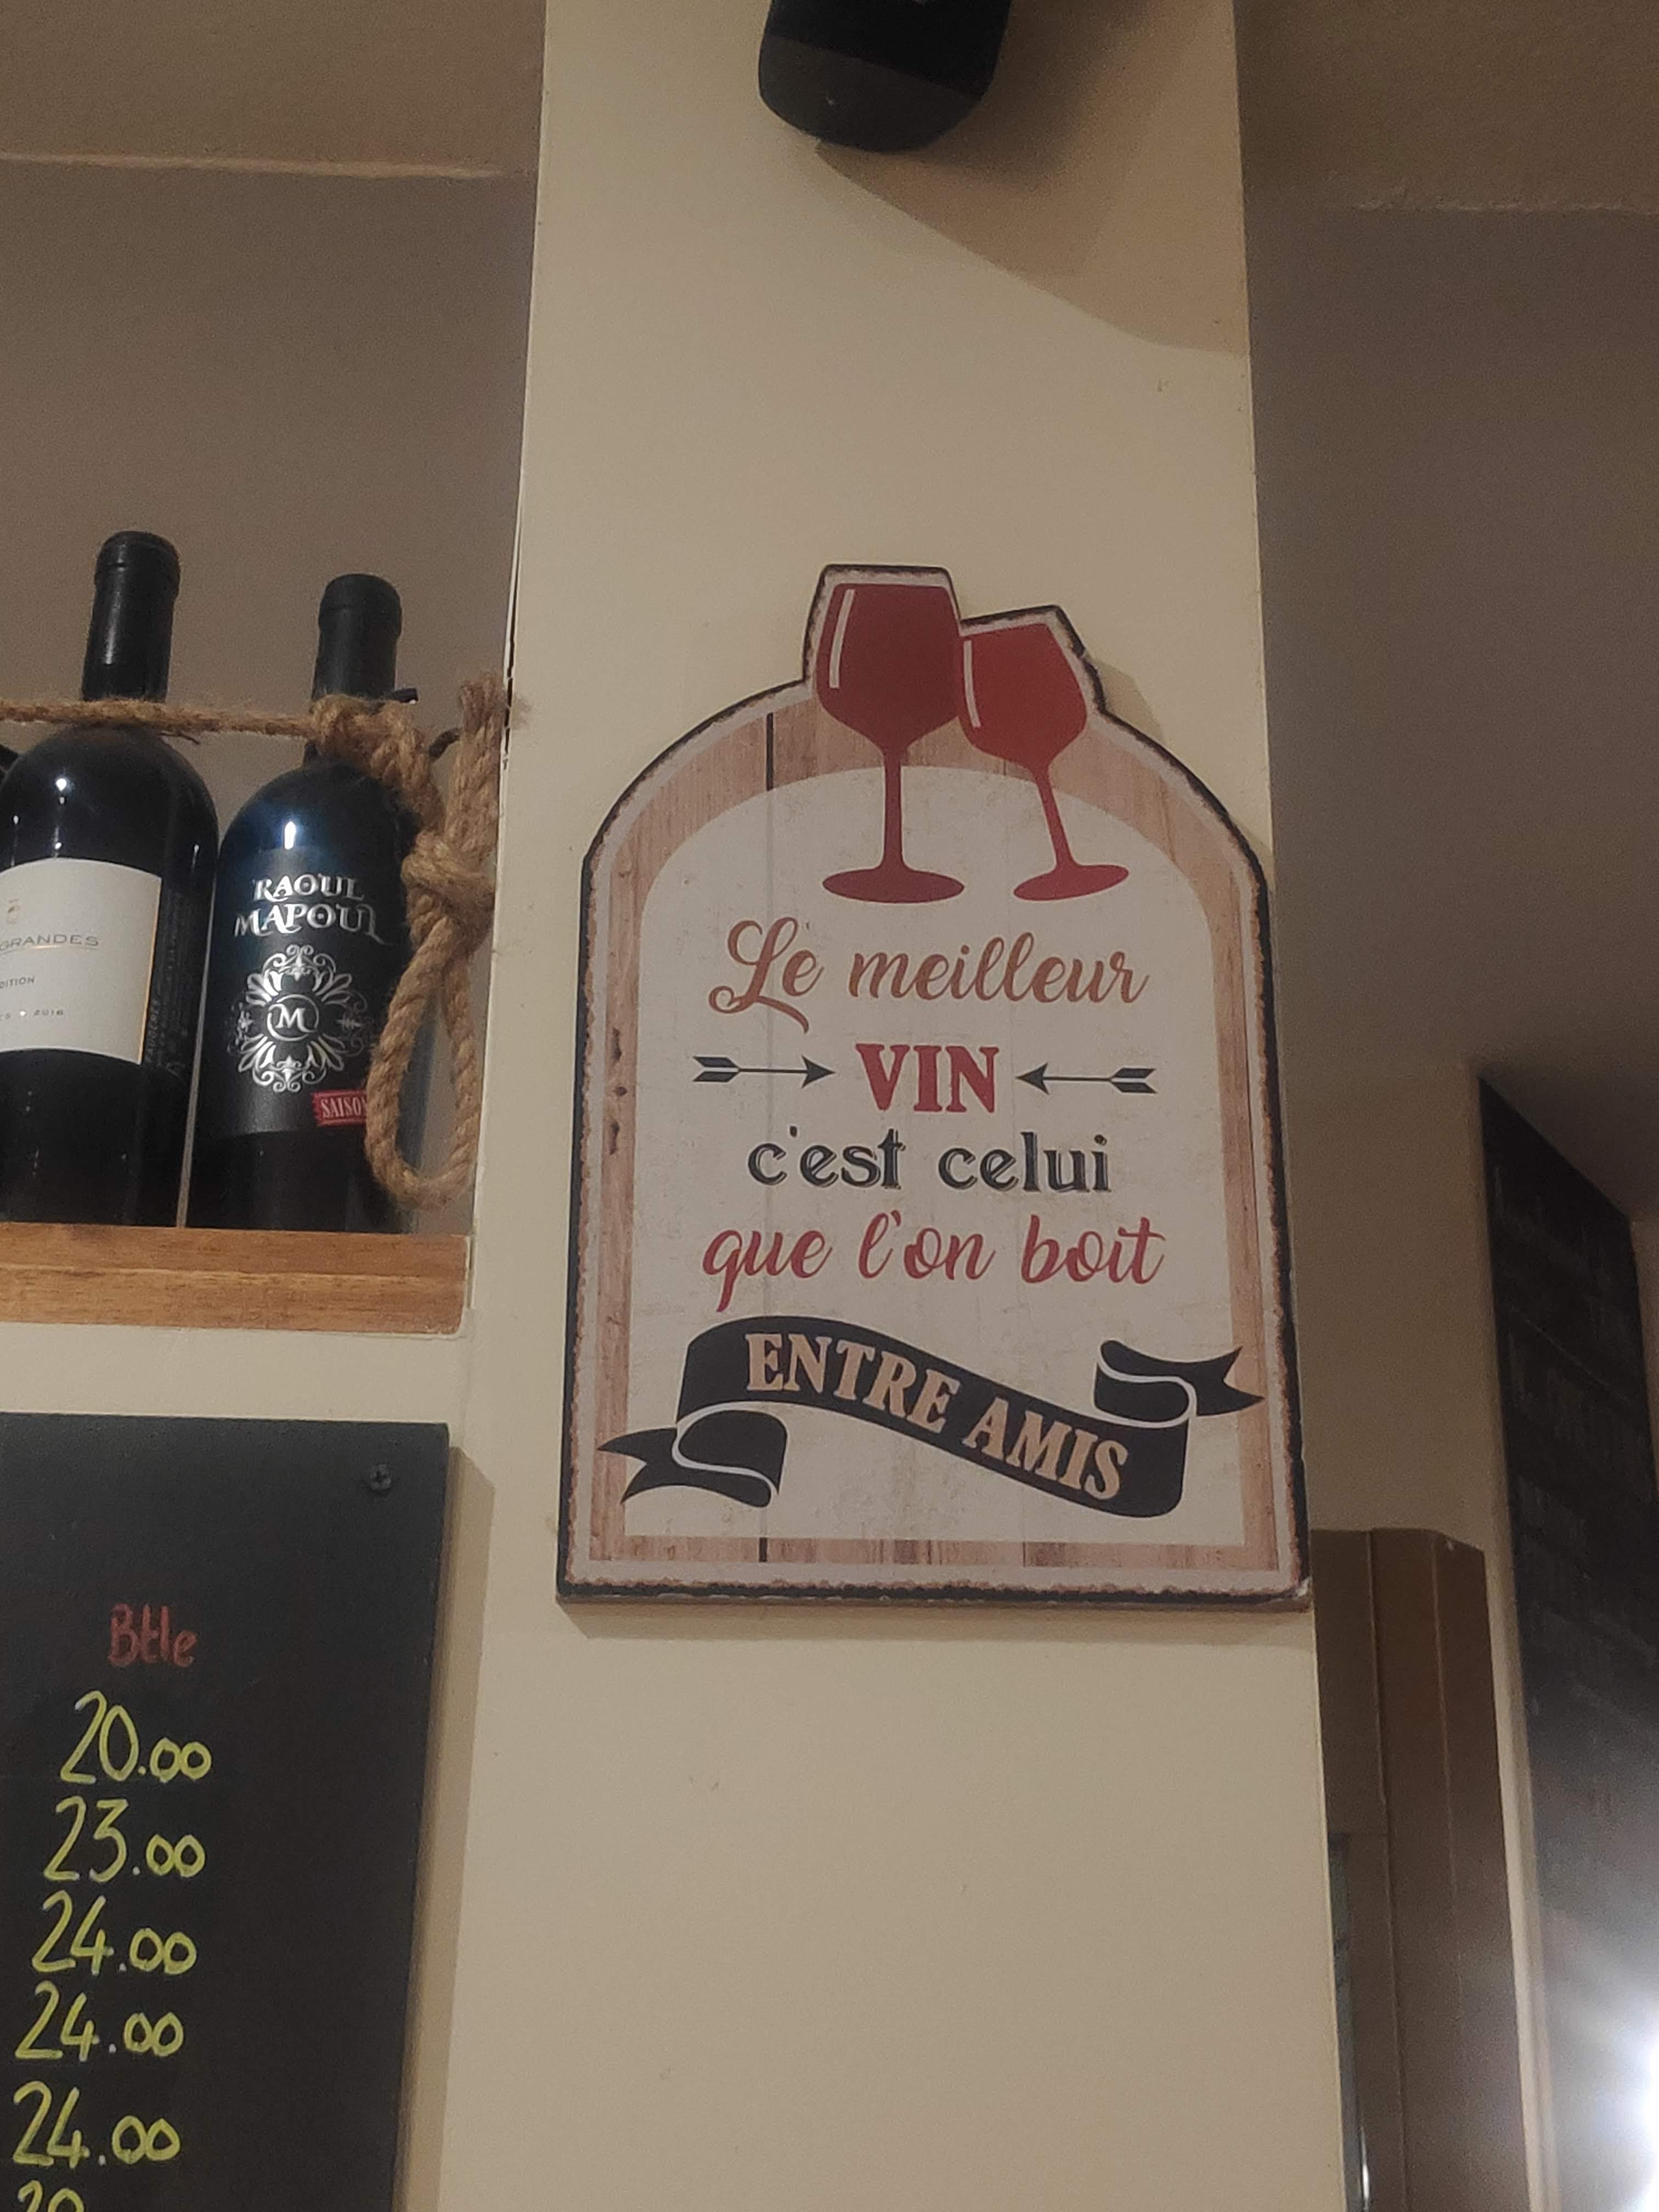 GRANDES
2016
RAOUL
MAPOUL
M
Le meilleur
VIN
c'est celui
que l'on boit
ENTRE AMIS
Btle
20.00
23.00
24.00
24.00
24.00